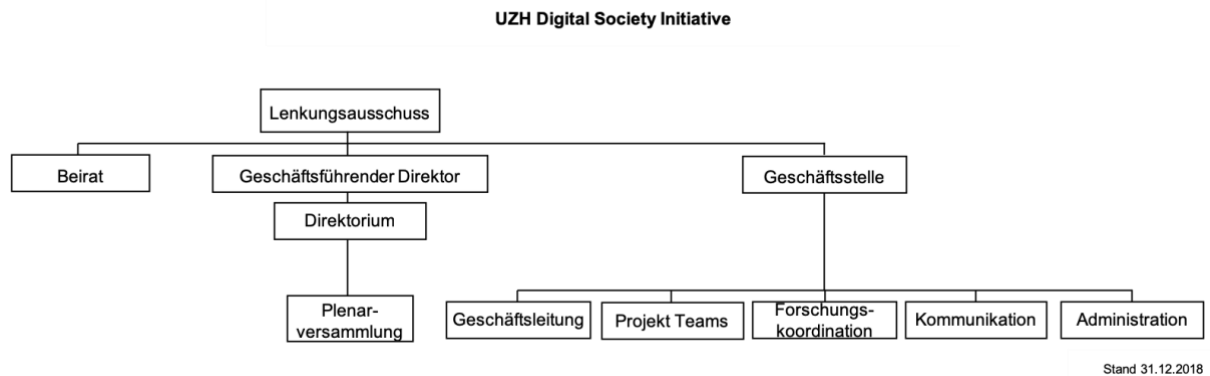 UZH Digital Society Initiative
Lenkungsausschuss
Beirat
Geschäftsführender Direktor
Geschäftsstelle
Direktorium
Plenar-
versammlung
Geschäftsleitung
Projekt Teams
Forschungs-
koordination
Kommunikation
Administration
Stand 31.12.2018